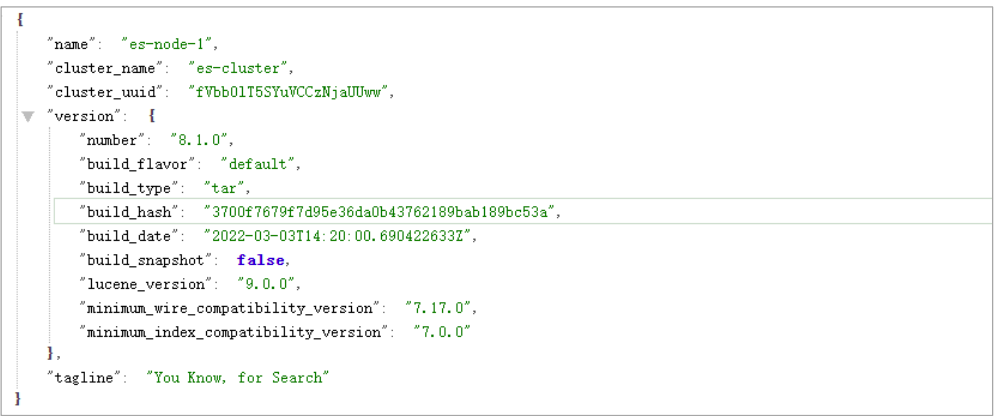 {
"name": "es-node-1",
"cluster_name": "es-cluster",
"cluster_uuid": "fVbb0lT5SYuVCCzNjaUUww",
"version": {
"number": "8.1.0",
"build_flavor": "default",
"build_type": "tar",
"build_hash": "3700f7679f7d95e36da0b43762189bab189bc53a",
"build_date": "2022-03-03T14:20:00.690422633Z",
"build_snapshot": false,
"lucene_version": "9.0.0",
"minimum_wire_compatibility_version": "7.17.0",
"minimum_index_compatibility_version": "7.0.0"
},
"tagline": "You Know, for Search"
}